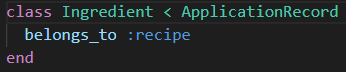 class Ingredient < ApplicationRecord
  belongs_to :recipe
end